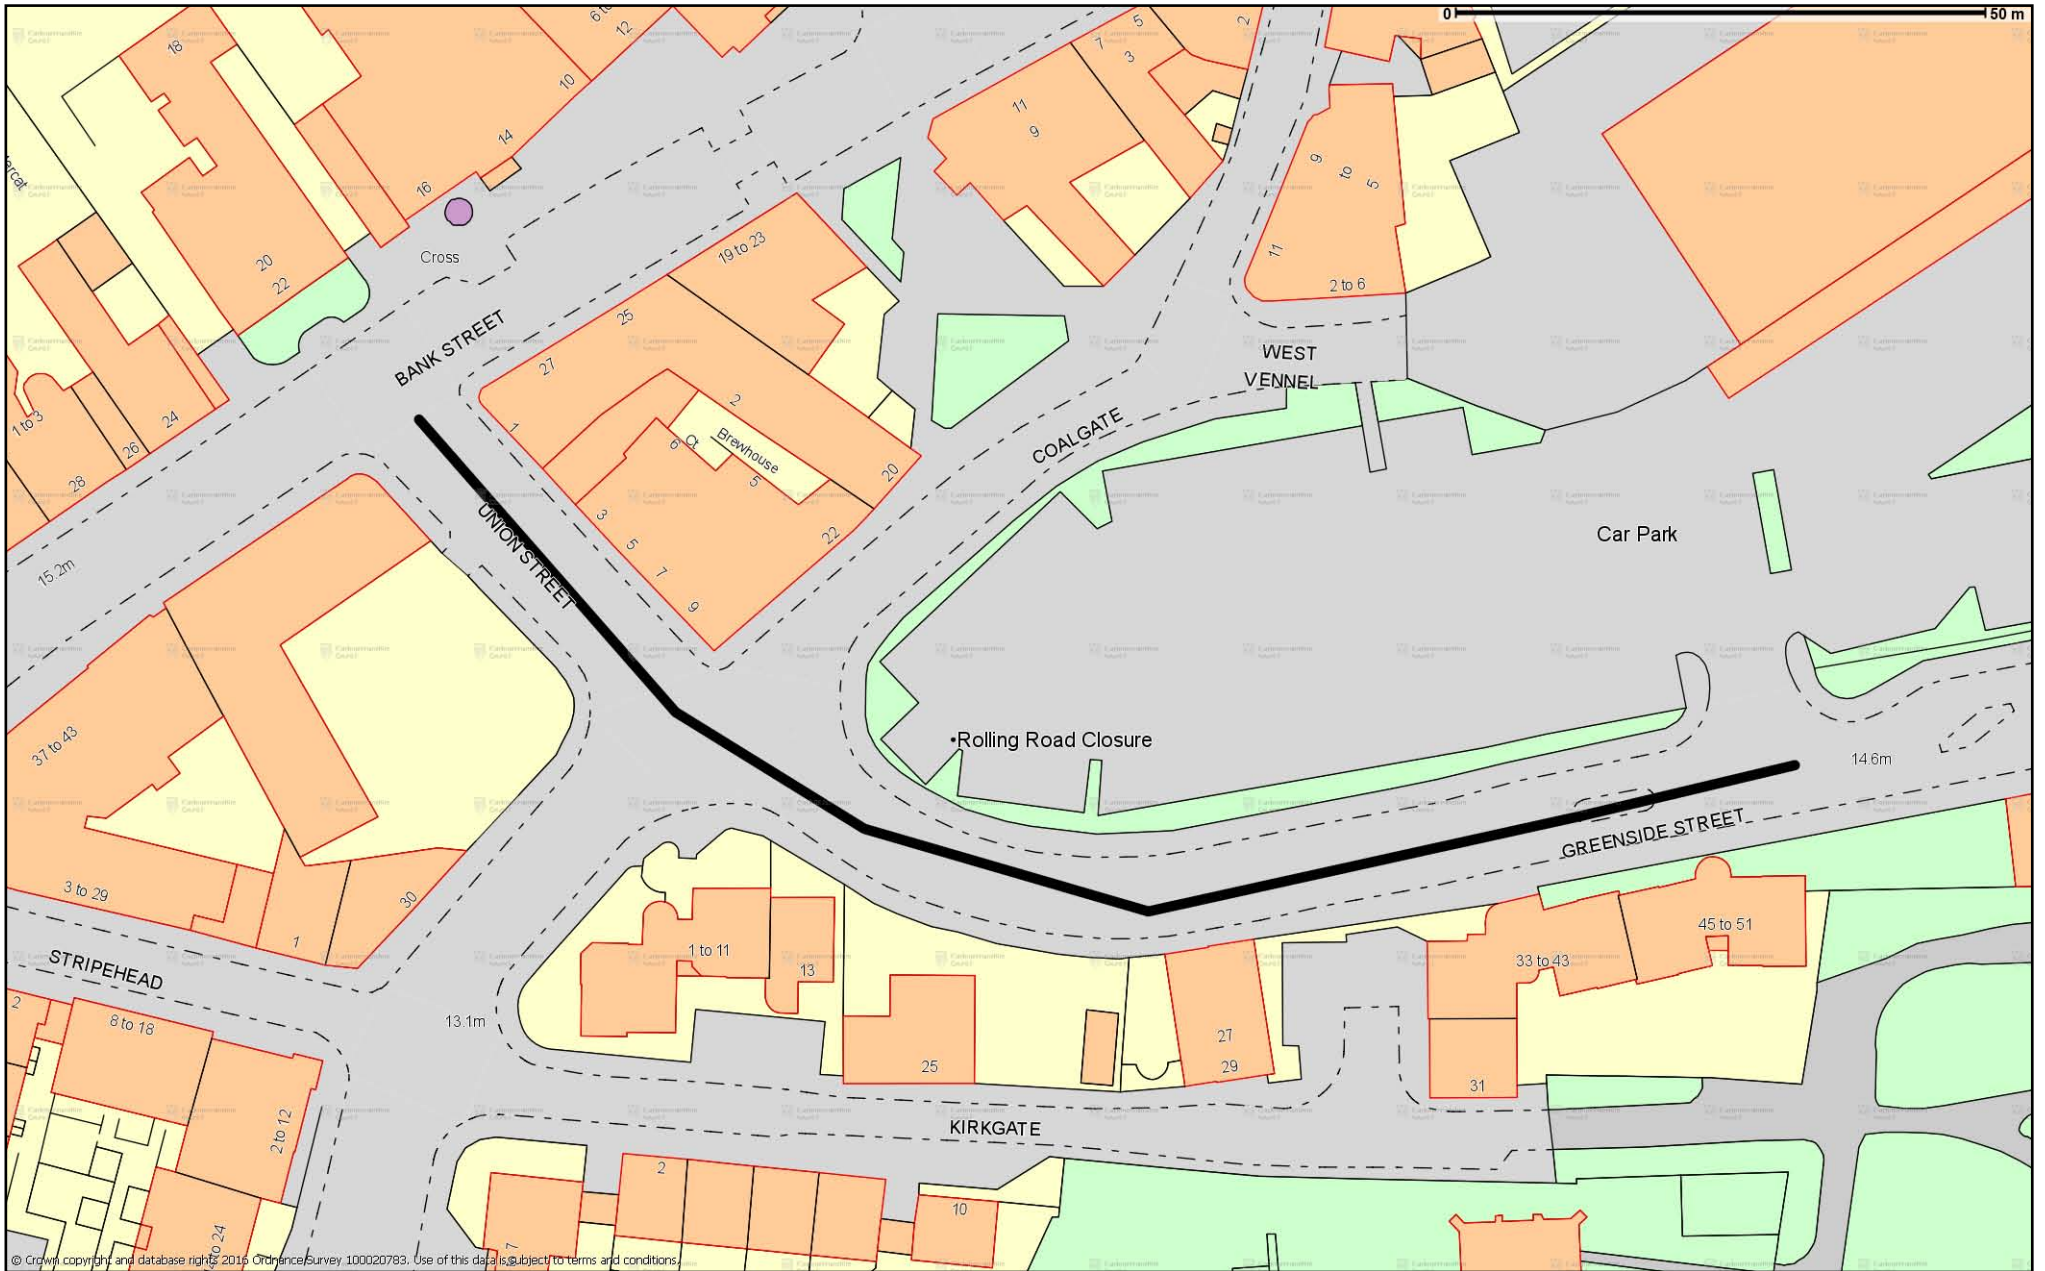 0
50 m
18
6 to
12
10
14
16
5
7
3
2
11
9
9
to
5
11
2 to 6
20
22
Cross
BANK STREET
19 to 23
25
27
1
2
6
Ct
Brewhouse
5
20
22
3
5
7
9
WEST
VENNEL
COALGATE
1 to 3
24
26
28
15.2m
UNION STREET
Car Park
37 to 43
•Rolling Road Closure
14.6m
GREENSIDE STREET
3 to 29
1
30
1 to 11
13
45 to 51
33 to 43
STRIPEHEAD
2
8 to 18
13.1m
25
27
29
31
2 to 12
KIRKGATE
2
10
to 24
7
© Crown copyright and database rights 2016 Ordnance Survey 100020783. Use of this data is subject to terms and conditions.